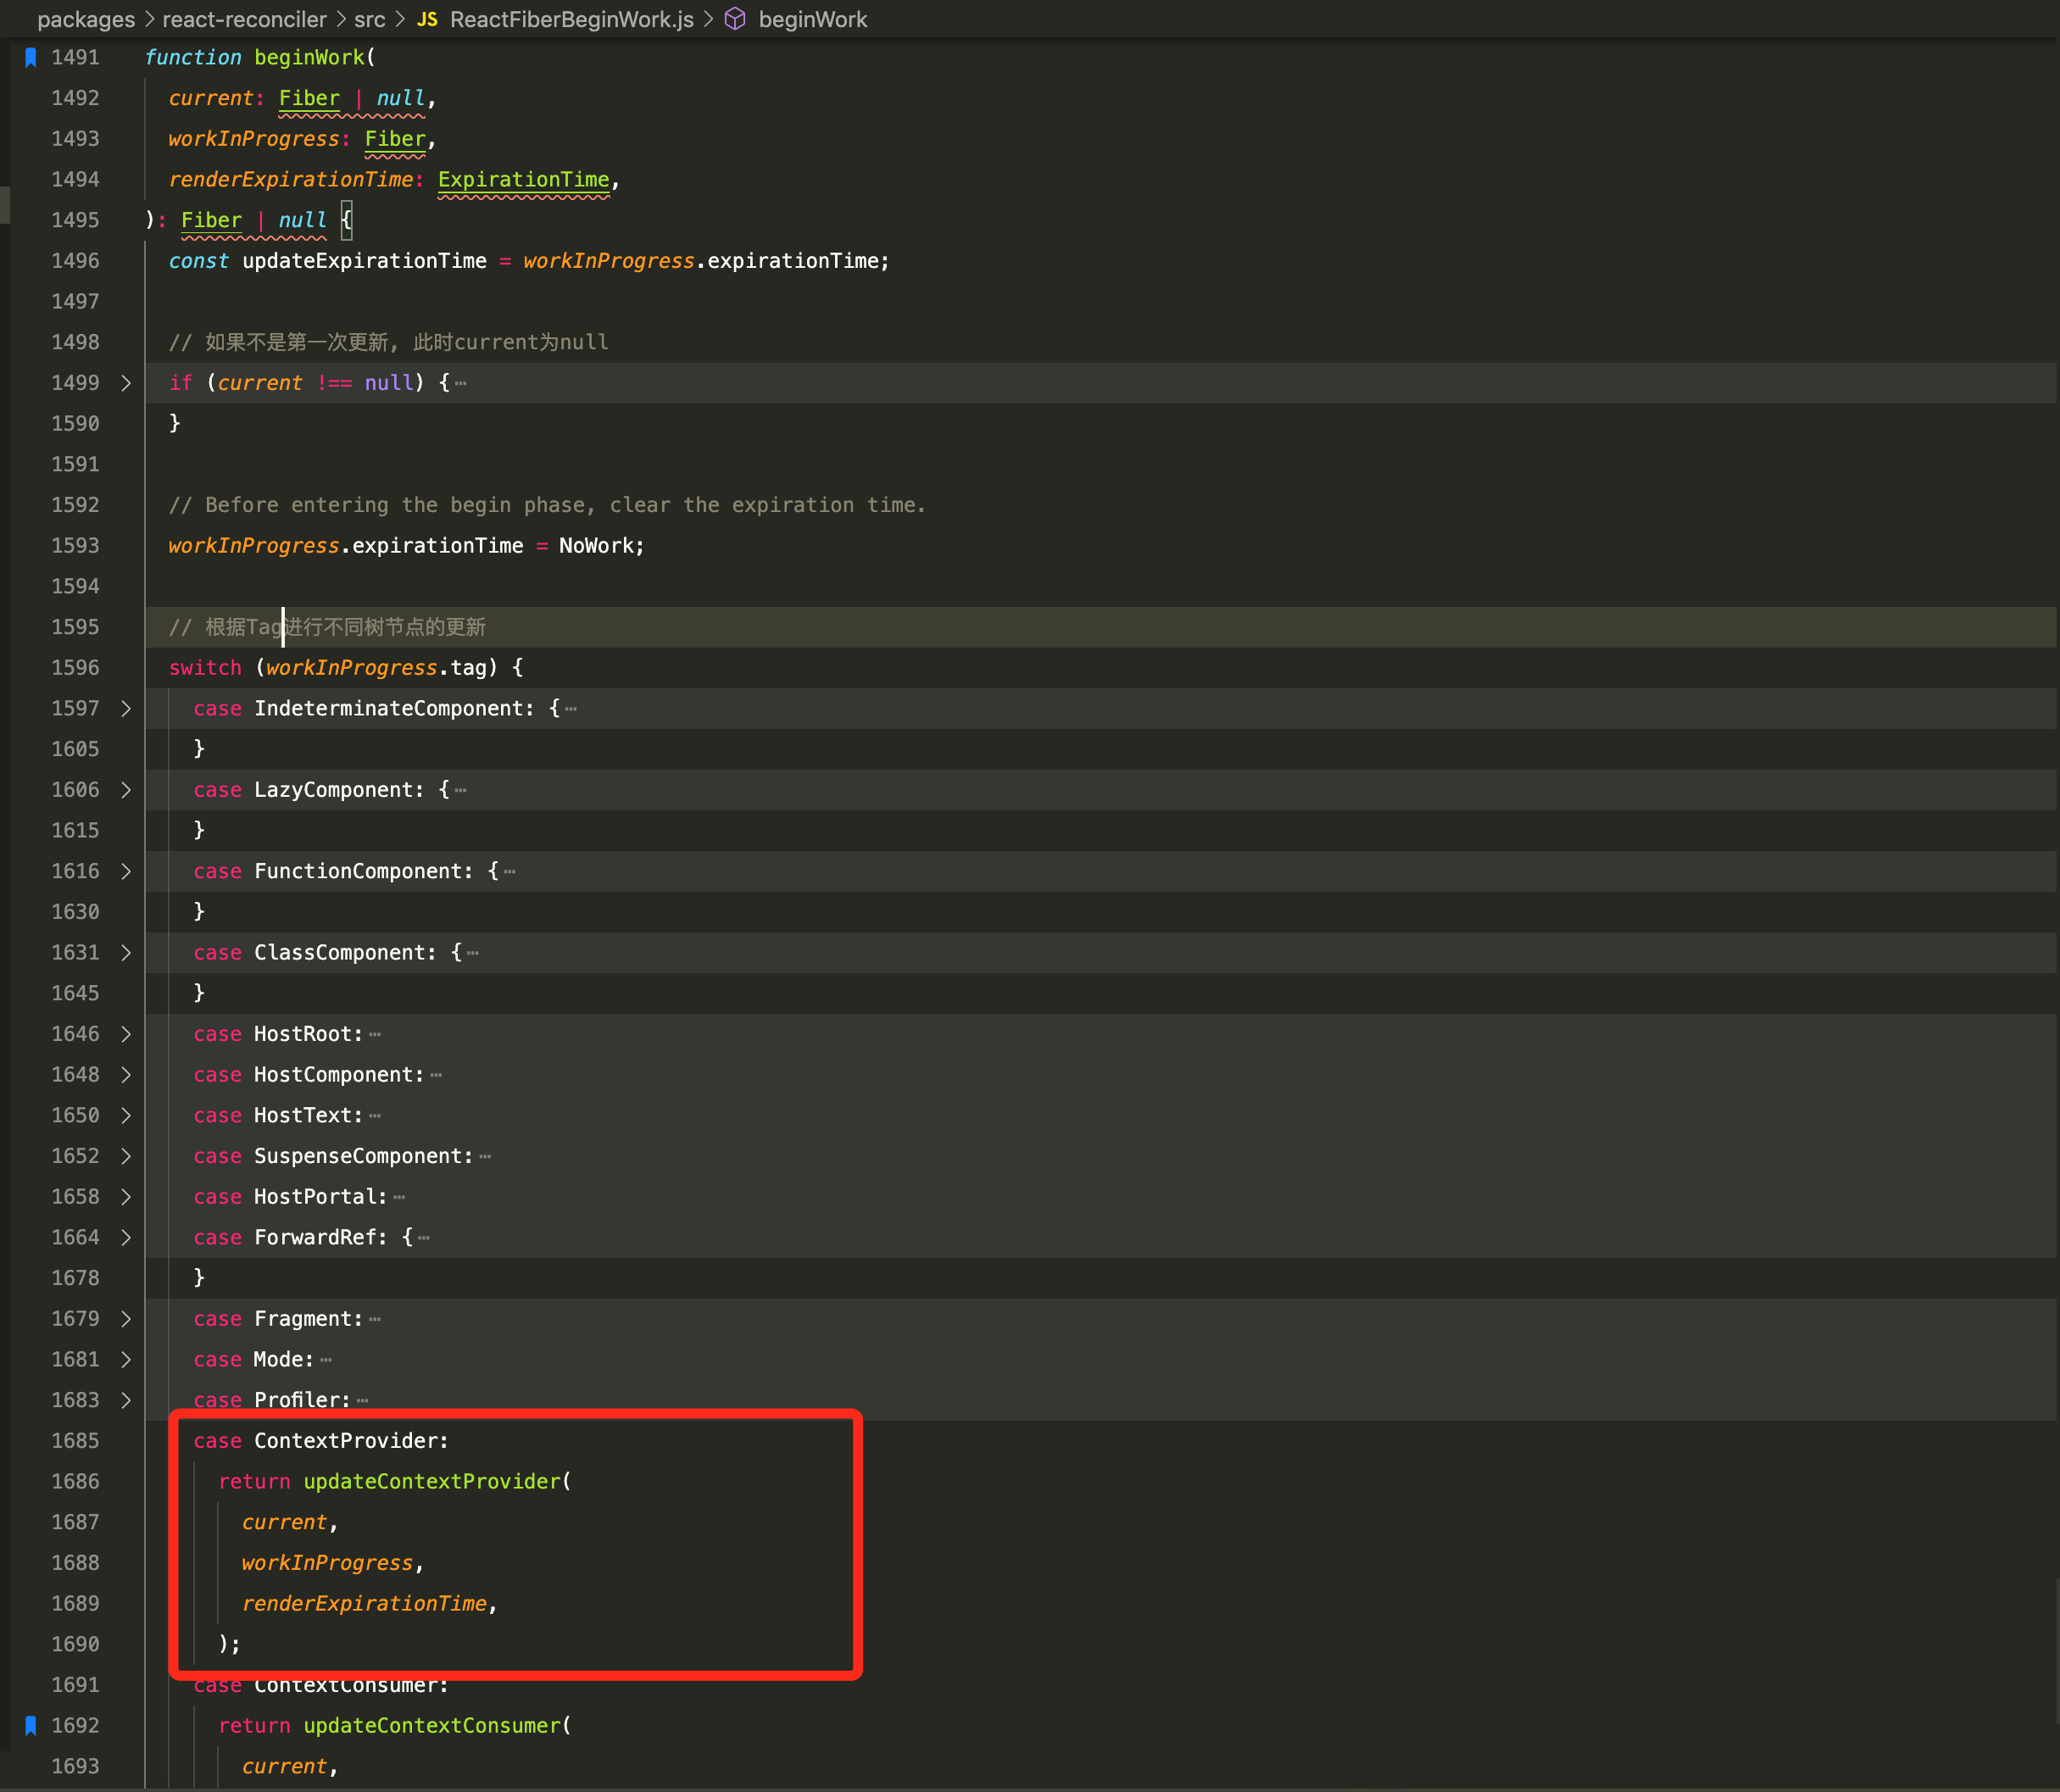 packages > react-reconciler > src > JS ReactFiberBeginWork.js > beginWork
1491 function beginWork(
1492 current: Fiber | null,
1493 workInProgress: Fiber,
1494 renderExpirationTime: ExpirationTime,
1495 ): Fiber | null {
1496 const updateExpirationTime = workInProgress.expirationTime;
1497
1498 // 如果不是第一次更新, 此时current为null
1499 > if (current !== null) {⋯
1590 }
1591
1592 // Before entering the begin phase, clear the expiration time.
1593 workInProgress.expirationTime = NoWork;
1594
1595 // 根据Tag进行不同树节点的更新
1596 switch (workInProgress.tag) {
1597 > case IndeterminateComponent: {⋯
1605 }
1606 > case LazyComponent: {⋯
1615 }
1616 > case FunctionComponent: {⋯
1630 }
1631 > case ClassComponent: {⋯
1645 }
1646 > case HostRoot:⋯
1648 > case HostComponent:⋯
1650 > case HostText:⋯
1652 > case SuspenseComponent:⋯
1658 > case HostPortal:⋯
1664 > case ForwardRef: {⋯
1678 }
1679 > case Fragment:⋯
1681 > case Mode:⋯
1683 > case Profiler:⋯
1685 case ContextProvider:
1686 return updateContextProvider(
1687 current,
1688 workInProgress,
1689 renderExpirationTime,
1690 );
1691 case ContextConsumer:
1692 return updateContextConsumer(
1693 current,